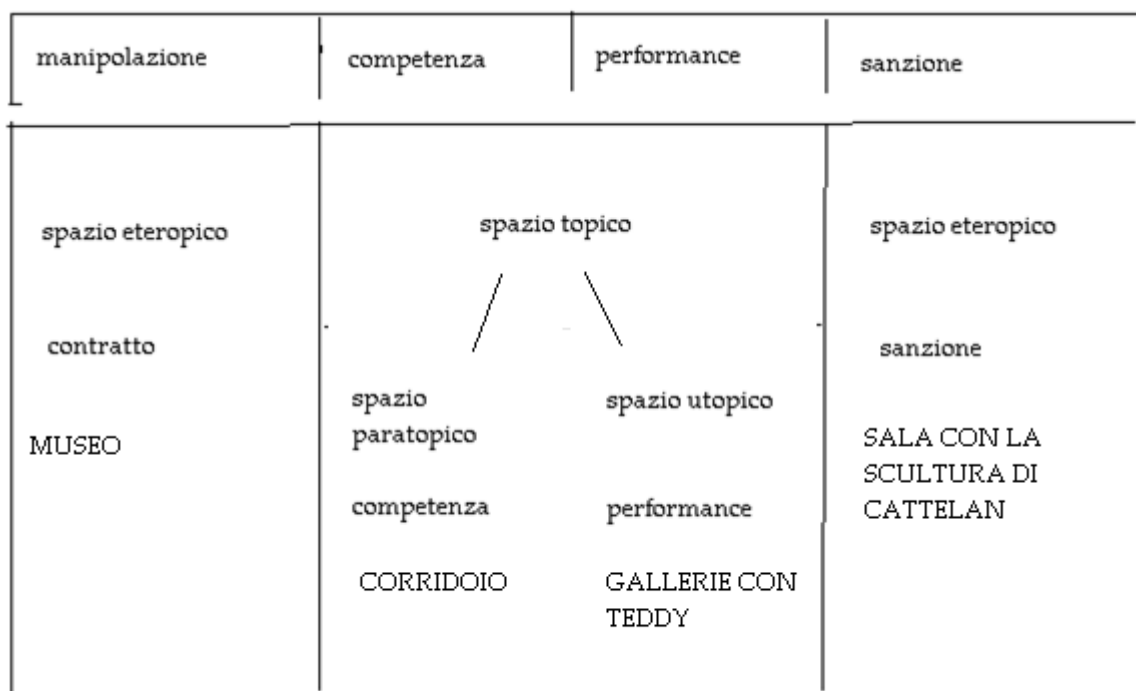 manipolazione
competenza
performance
sanzione
spazio eteropico
spazio topico
spazio eteropico
contratto
sanzione
spazio
paratopico
spazio utopico
MUSEO
SALA CON LA
SCULTURA DI
CATTELAN
competenza
performance
CORRIDOIO
GALLERIE CON
TEDDY